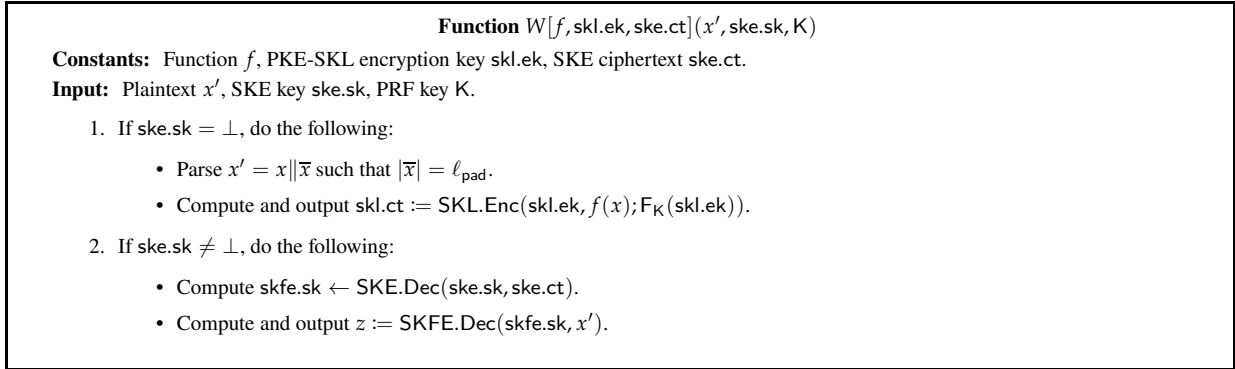 Function W[f, skl.ek, ske.ct](x′, ske.sk, K)
Constants: Function f, PKE-SKL encryption key skl.ek, SKE ciphertext ske.ct.
Input: Plaintext x′, SKE key ske.sk, PRF key K.
1. If ske.sk = ⊥, do the following:
• Parse x′ = x‖x̅ such that |x̅| = ℓ_pad.
• Compute and output skl.ct ≔ SKL.Enc(skl.ek, f(x); F_K(skl.ek)).
2. If ske.sk ≠ ⊥, do the following:
• Compute skfe.sk ← SKE.Dec(ske.sk, ske.ct).
• Compute and output z ≔ SKFE.Dec(skfe.sk, x′).